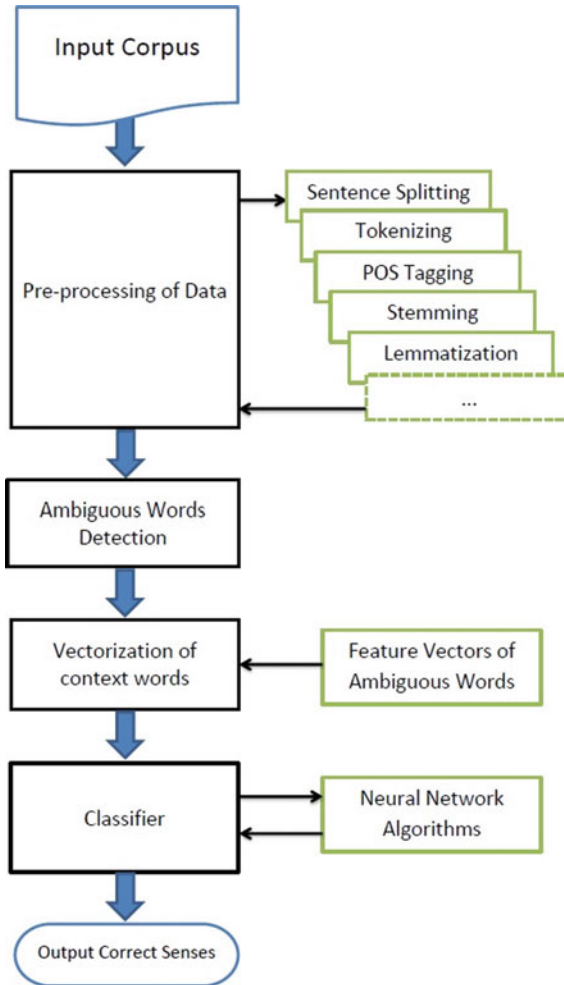 Input Corpus
Pre-processing of Data
Sentence Splitting
Tokenizing
POS Tagging
Stemming
Lemmatization
...
Ambiguous Words
Detection
Vectorization of
context words
Feature Vectors of
Ambiguous Words
Classifier
Neural Network
Algorithms
Output Correct Senses